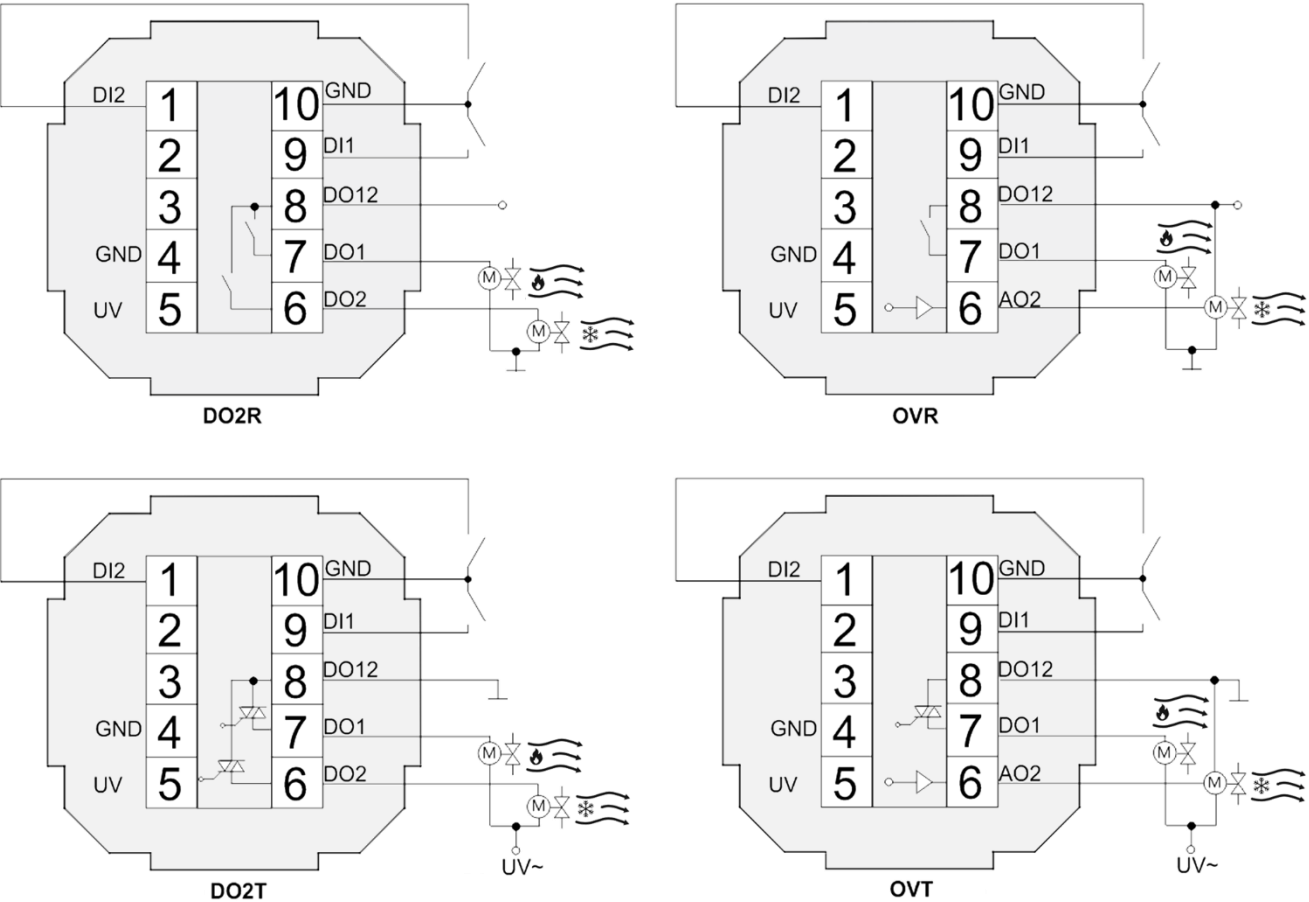 DI2 1 10 GND
2 9 DI1
3 8 DO12
GND 4 7 DO1
M
UV 5 6 DO2
M
DO2R
DI2 1 10 GND
2 9 DI1
3 8 DO12
GND 4 7 DO1
M
UV 5 6 AO2
M
OVR
DI2 1 10 GND
2 9 DI1
3 8 DO12
GND 4 7 DO1
M
UV 5 6 DO2
M
UV~
DO2T
DI2 1 10 GND
2 9 DI1
3 8 DO12
GND 4 7 DO1
M
UV 5 6 AO2
M
UV~
OVT